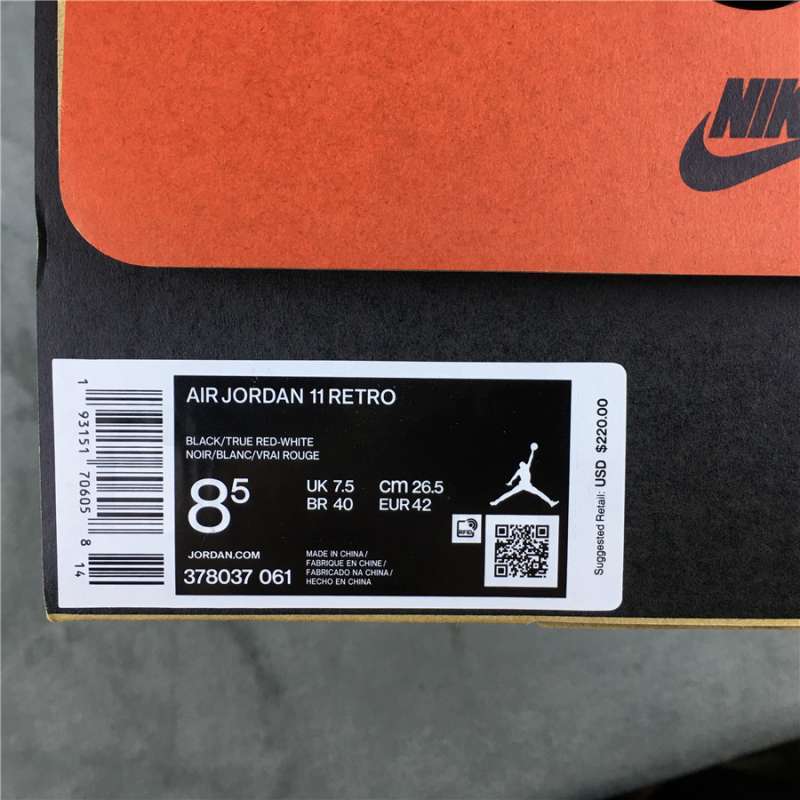 NIKE
AIR JORDAN 11 RETRO
BLACK/TRUE RED-WHITE
NOIR/BLANC/VRAI ROUGE
8⁵
UK 7.5 cm 26.5
BR 40 EUR 42
JORDAN.COM
378037 061
MADE IN CHINA /
FABRIQUE EN CHINE /
FABRICADO NA CHINA /
HECHO EN CHINA
RFID
1 93151 70605 8 14
Suggested Retail: USD $220.00